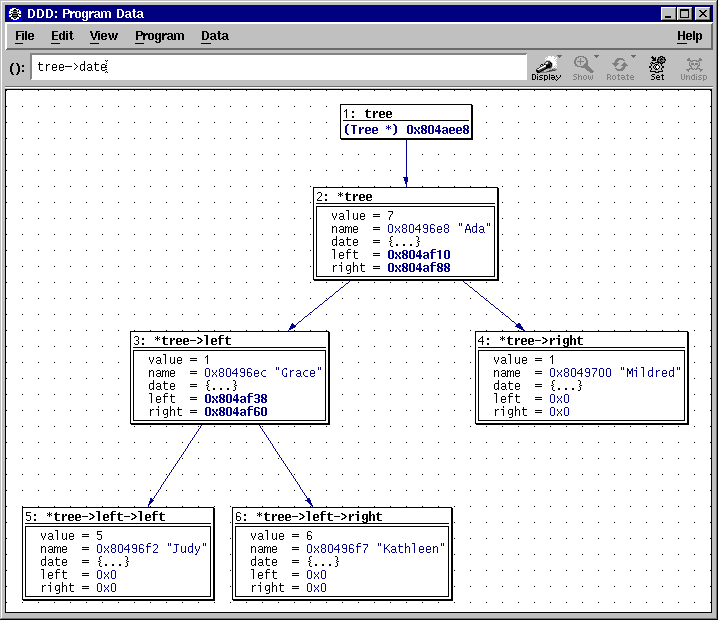 DDD: Program Data
File Edit View Program Data Help
(): tree->date
Display Show Rotate Set Undisp
1: tree
(Tree *) 0x804aee8
2: *tree
value = 7
name = 0x80496e8 "Ada"
date = {...}
left = 0x804af10
right = 0x804af88
3: *tree->left
value = 1
name = 0x80496ec "Grace"
date = {...}
left = 0x804af38
right = 0x804af60
4: *tree->right
value = 1
name = 0x8049700 "Mildred"
date = {...}
left = 0x0
right = 0x0
5: *tree->left->left
value = 5
name = 0x80496f2 "Judy"
date = {...}
left = 0x0
right = 0x0
6: *tree->left->right
value = 6
name = 0x80496f7 "Kathleen"
date = {...}
left = 0x0
right = 0x0